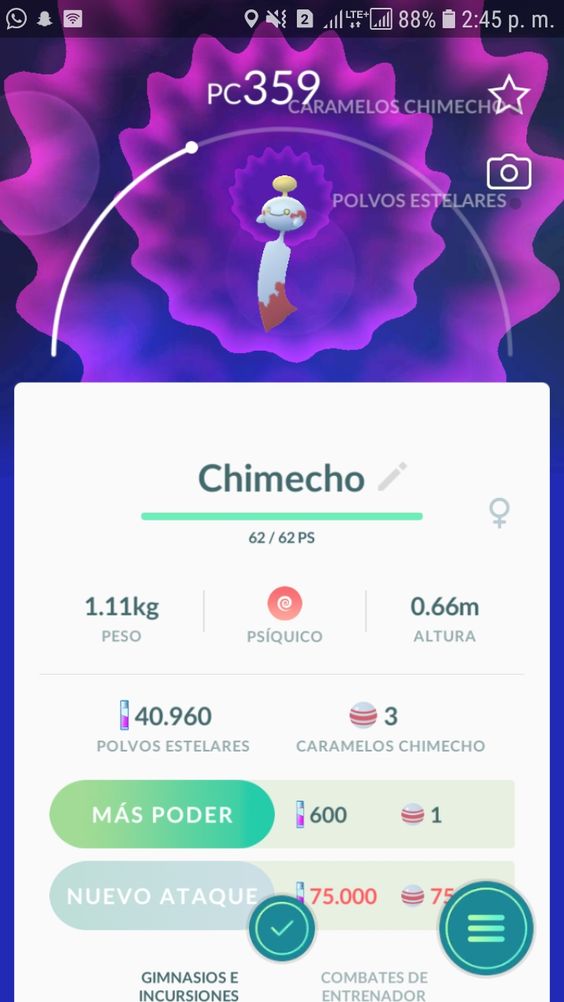 2 LTE+ 88% 2:45 p. m.
PC359
CARAMELOS CHIMECHO
POLVOS ESTELARES
Chimecho
62 / 62 PS
1.11kg
PESO
PSÍQUICO
0.66m
ALTURA
40.960
POLVOS ESTELARES
3
CARAMELOS CHIMECHO
MÁS PODER 600 1
NUEVO ATAQUE 75.000 75
GIMNASIOS E
INCURSIONES
COMBATES DE
ENTRENADOR